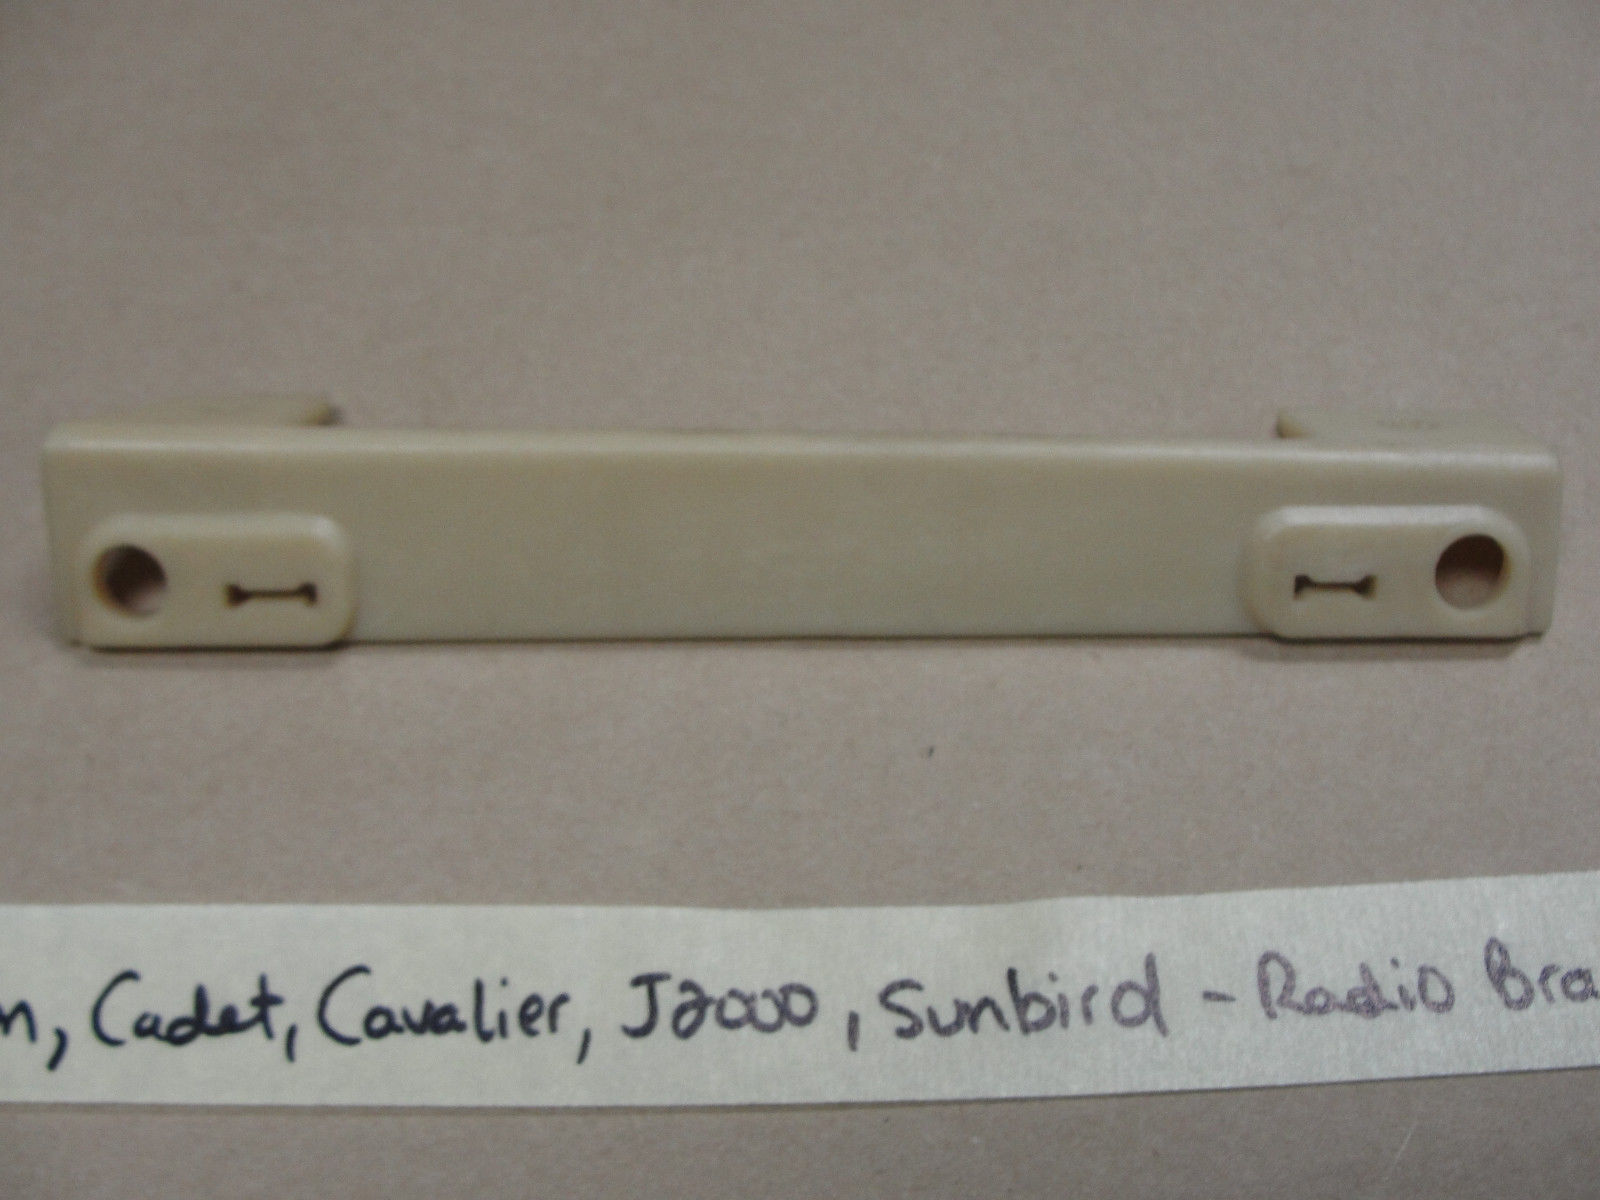 n, Cadet, Cavalier, J2000, Sunbird - Radio Bra